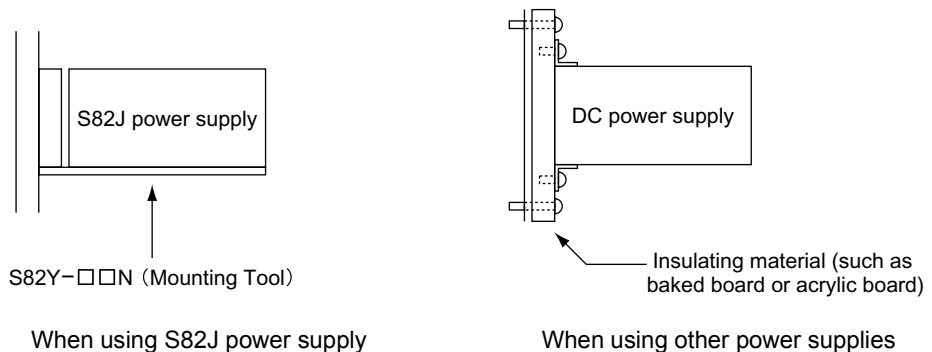 S82J power supply
DC power supply
S82Y−□□N (Mounting Tool)
Insulating material (such as
baked board or acrylic board)
When using S82J power supply
When using other power supplies